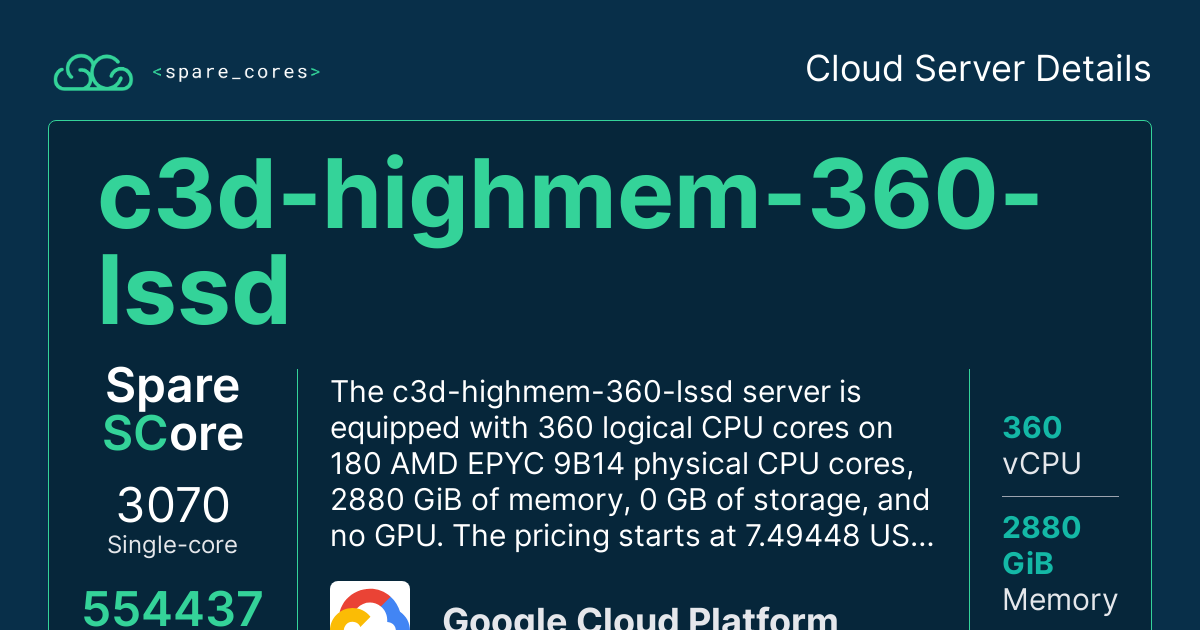 <spare_cores>
Cloud Server Details
c3d-highmem-360-
lssd
Spare
SCore
3070
Single-core
554437
The c3d-highmem-360-lssd server is
equipped with 360 logical CPU cores on
180 AMD EPYC 9B14 physical CPU cores,
2880 GiB of memory, 0 GB of storage, and
no GPU. The pricing starts at 7.49448 US...
Google Cloud Platform
360
vCPU
2880
GiB
Memory